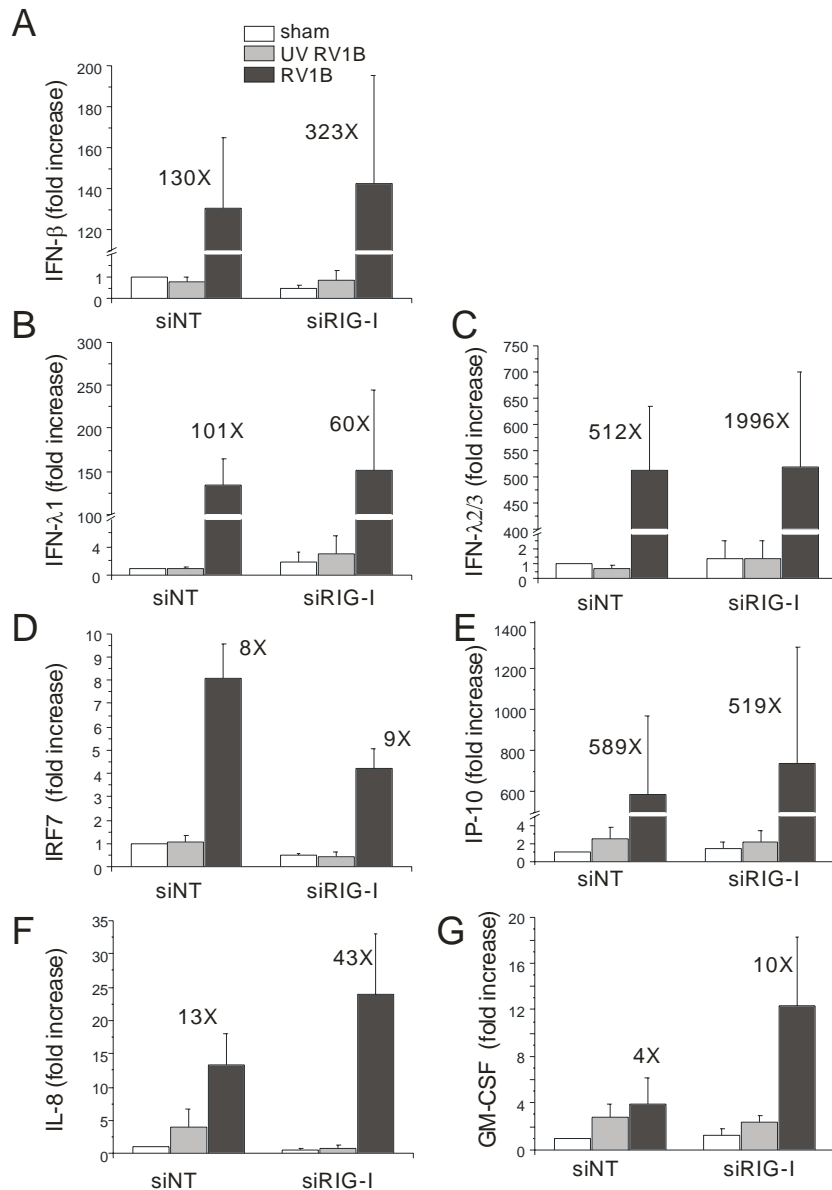 A
sham
UV RV1B
RV1B
IFN-β (fold increase)
200
180
160
140
120
1
0
130X
323X
siNT
siRIG-I
B
IFN-λ1 (fold increase)
300
250
200
150
100
4
2
0
101X
60X
siNT
siRIG-I
C
IFN-λ2/3 (fold increase)
750
700
650
600
550
500
450
400
2
1
0
512X
1996X
siNT
siRIG-I
D
IRF7 (fold increase)
10
9
8
7
6
5
4
3
2
1
0
8X
9X
siNT
siRIG-I
E
IP-10 (fold increase)
1400
1200
1000
800
600
4
2
0
589X
519X
siNT
siRIG-I
F
IL-8 (fold increase)
35
30
25
20
15
10
5
0
13X
43X
siNT
siRIG-I
G
GM-CSF (fold increase)
20
16
12
8
4
0
4X
10X
siNT
siRIG-I